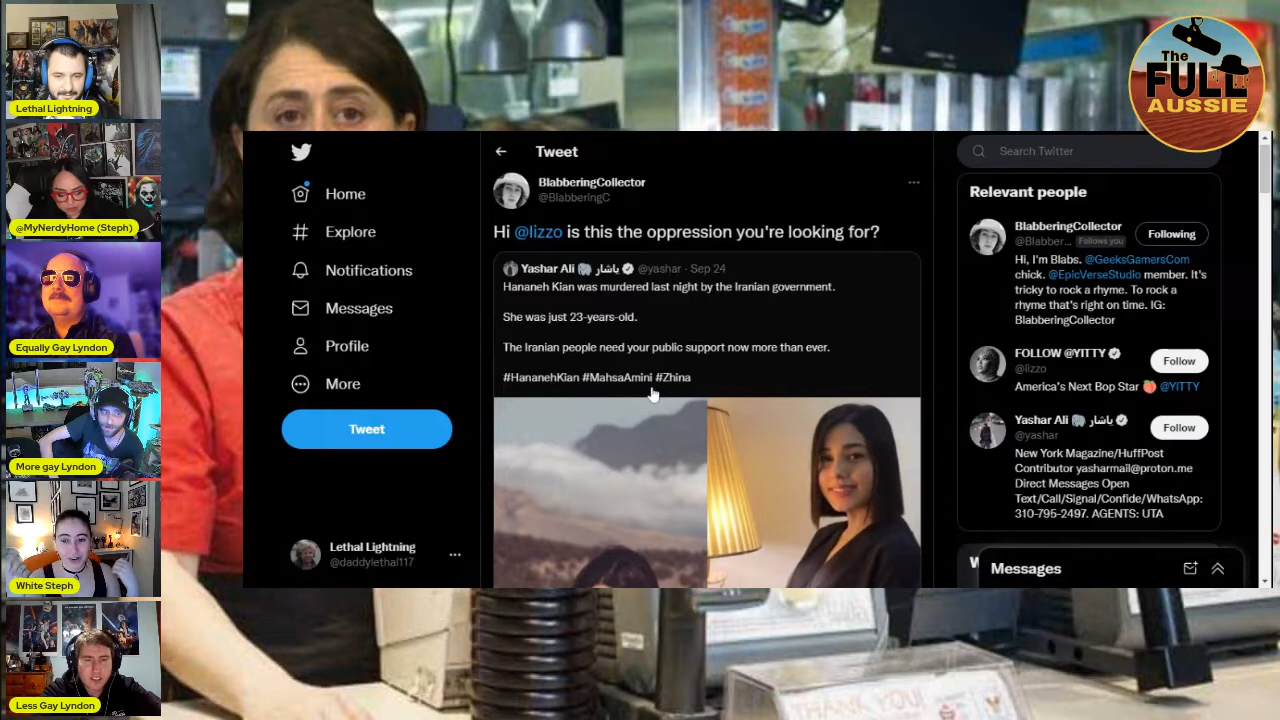 Lethal Lightning
@MyNerdyHome (Steph)
Equally Gay Lyndon
More gay Lyndon
White Steph
Less Gay Lyndon
Home
Explore
Notifications
Messages
Profile
More
Tweet
Lethal Lightning
@daddylethal117
Tweet
BlabberingCollector
@BlabberingC
Hi @lizzo is this the oppression you're looking for?
Yashar Ali یاشار @yashar · Sep 24
Hananeh Kian was murdered last night by the Iranian government.
She was just 23-years-old.
The Iranian people need your public support now more than ever.
#HananehKian #MahsaAmini #Zhina
The
FULL
AUSSIE
Search Twitter
Relevant people
BlabberingCollector
@Blabber... Follows you
Following
Hi, I'm Blabs. @GeeksGamersCom
chick. @EpicVerseStudio member. It's
tricky to rock a rhyme. To rock a
rhyme that's right on time. IG:
BlabberingCollector
FOLLOW @YITTY
@lizzo
Follow
America's Next Bop Star @YITTY
Yashar Ali یاشار
@yashar
Follow
New York Magazine/HuffPost
Contributor yasharmail@proton.me
Direct Messages Open
Text/Call/Signal/Confide/WhatsApp:
310-795-2497. AGENTS: UTA
Messages
THANK YOU!